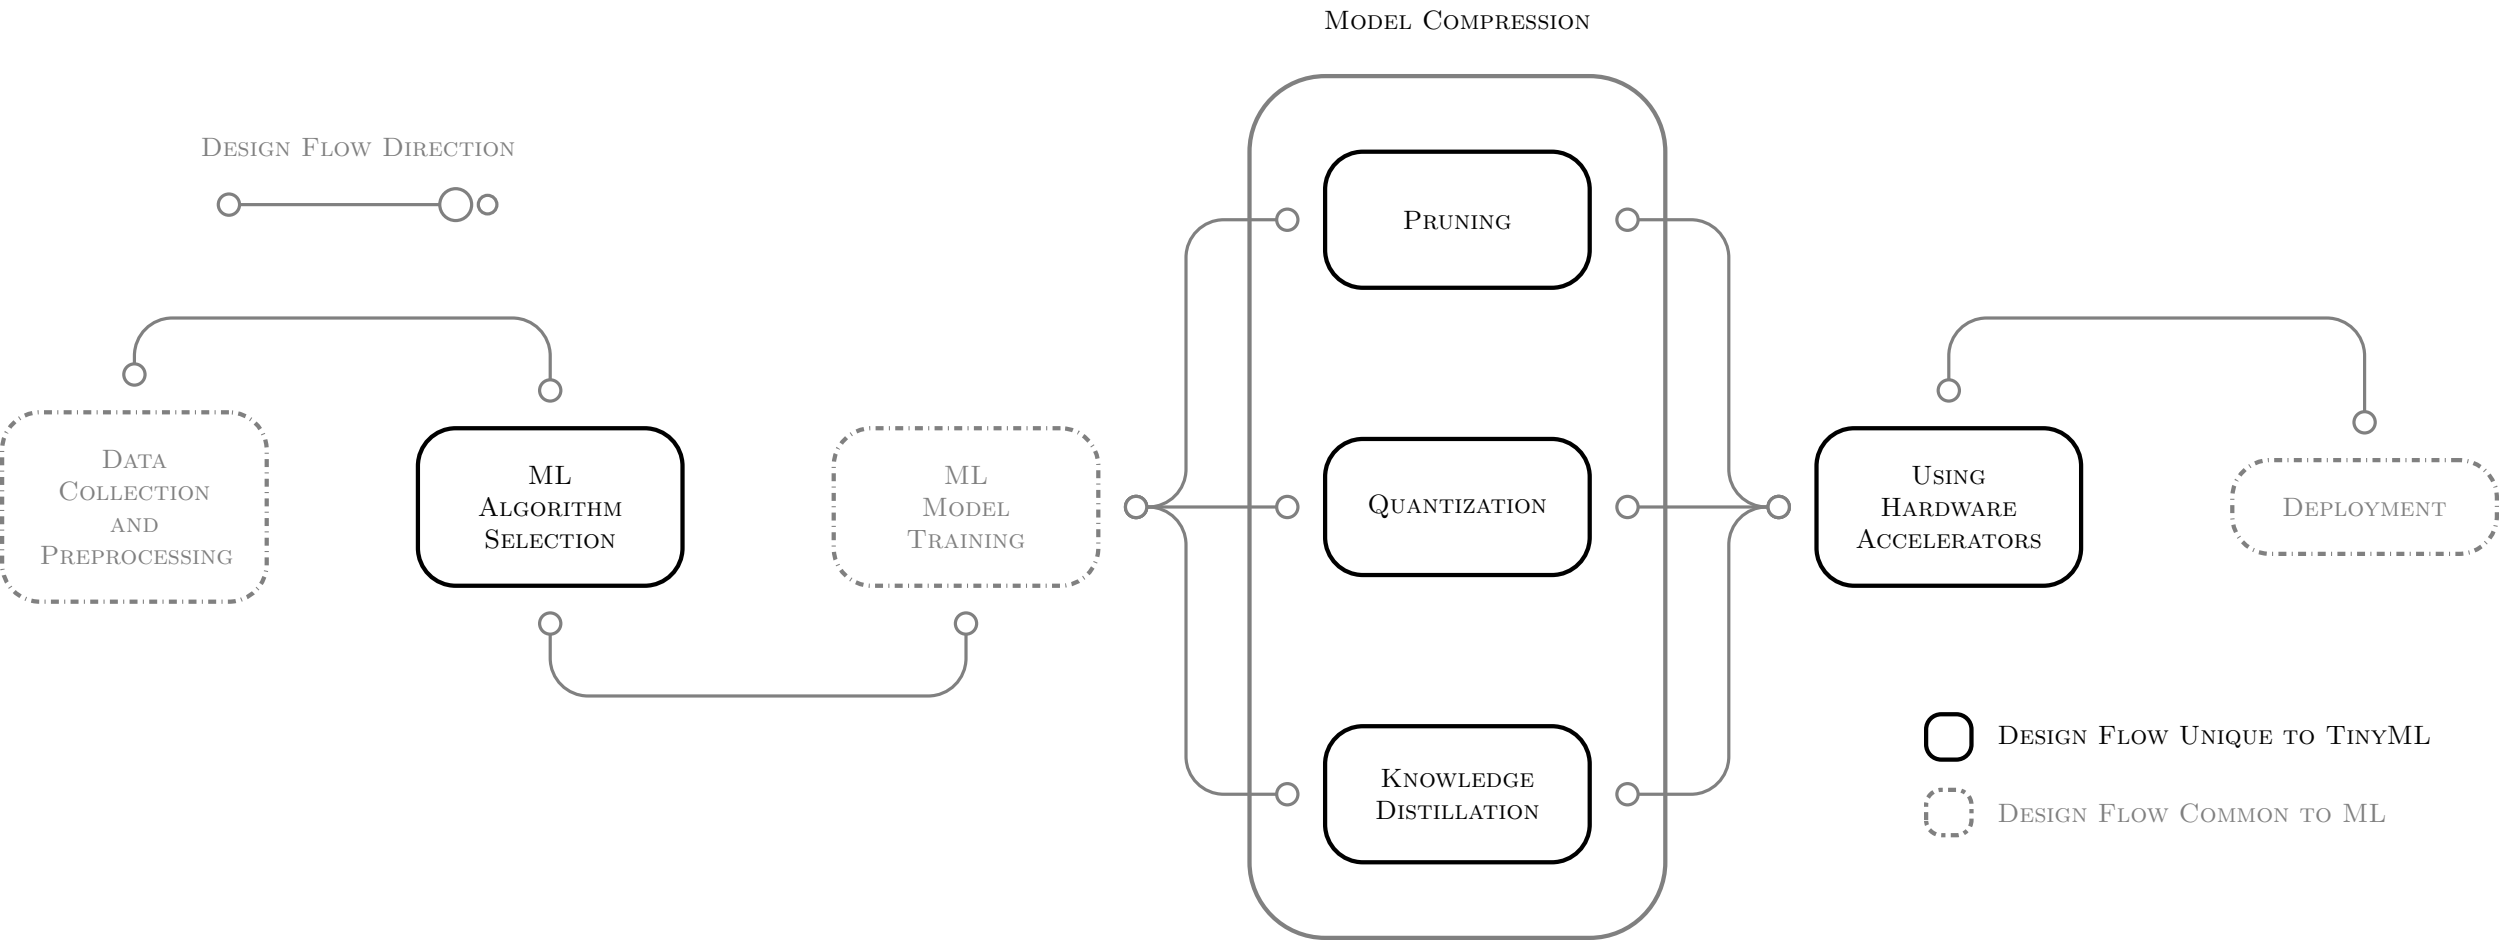 Model Compression
Design Flow Direction
Data
Collection
and
Preprocessing
ML
Algorithm
Selection
ML
Model
Training
Pruning
Quantization
Knowledge
Distillation
Using
Hardware
Accelerators
Deployment
Design Flow Unique to TinyML
Design Flow Common to ML